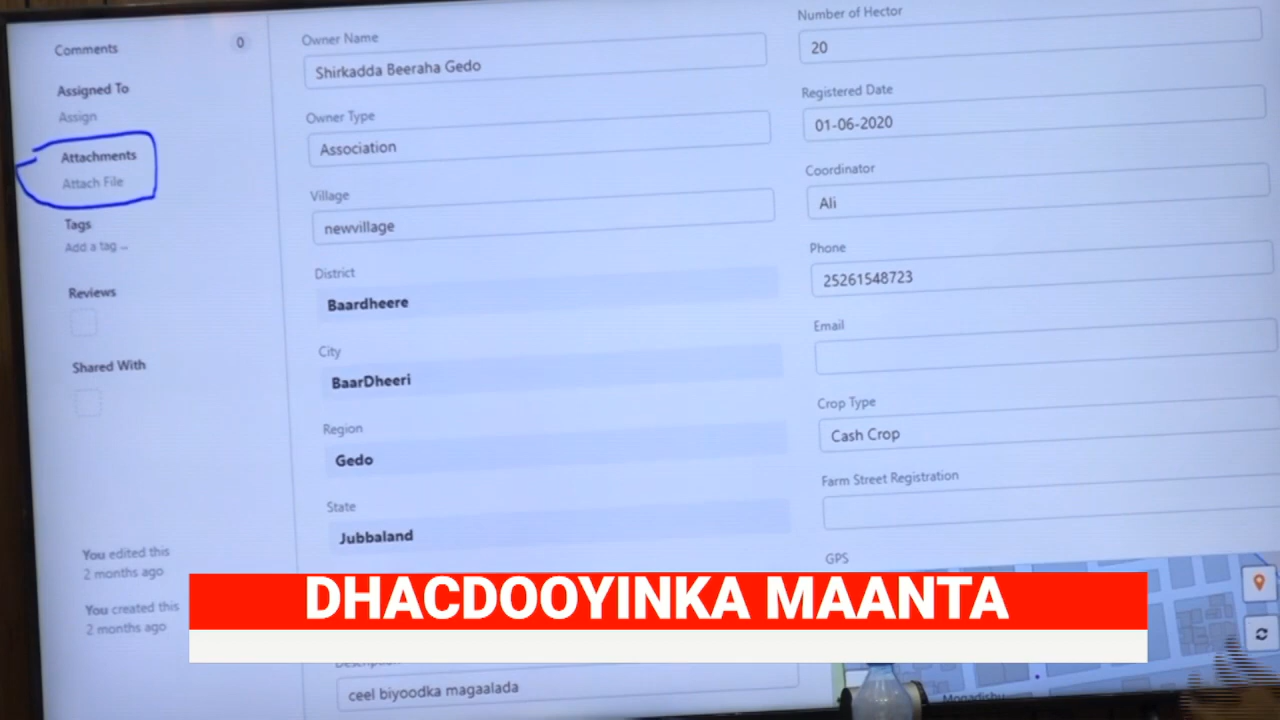 Comments 0
Assigned To
Assign
Attachments
Attach File
Tags
Add a tag ...
Reviews
Shared With
You edited this
2 months ago
You created this
2 months ago
Owner Name
Shirkadda Beeraha Gedo
Owner Type
Association
Village
newvillage
District
Baardheere
City
BaarDheeri
Region
Gedo
State
Jubbaland
Description
ceel biyoodka magaalada
Number of Hector
20
Registered Date
01-06-2020
Coordinator
Ali
Phone
25261548723
Email
Crop Type
Cash Crop
Farm Street Registration
GPS
Mogadishu
DHACDOOYINKA MAANTA